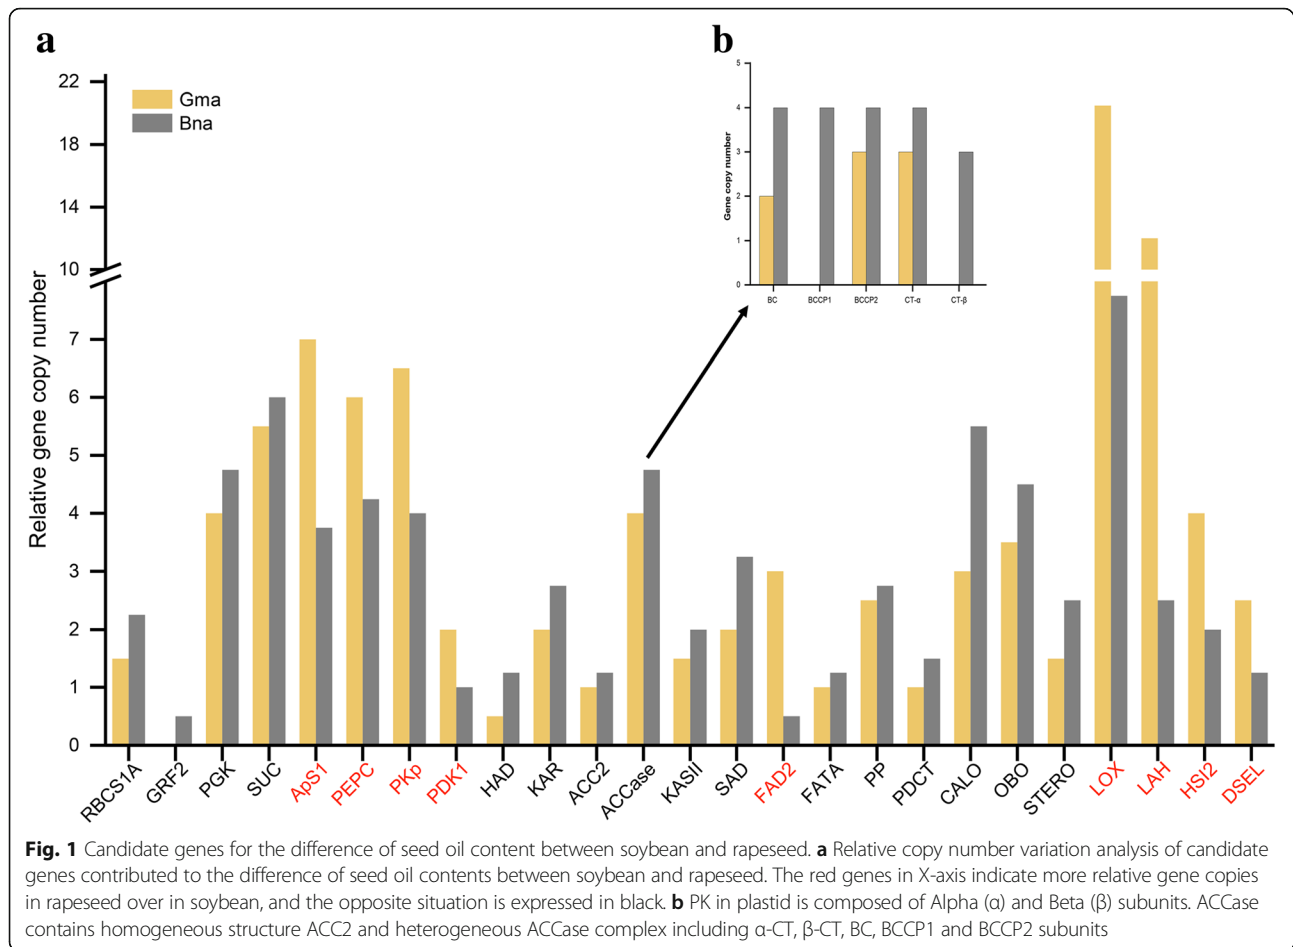 a
b
22
18
14
10
7
6
5
4
3
2
1
0
Relative gene copy number
Gma
Bna
5
4
3
2
1
0
Gene copy number
BC BCCP1 BCCP2 CT-α CT-β
RBCS1A GRF2 PGK SUC ApS1 PEPC PKp PDK1 HAD KAR ACC2 ACCase KASII SAD FAD2 FATA PP PDCT CALO OBO STERO LOX LAH HSI2 DSEL
Fig. 1 Candidate genes for the difference of seed oil content between soybean and rapeseed. a Relative copy number variation analysis of candidate
genes contributed to the difference of seed oil contents between soybean and rapeseed. The red genes in X-axis indicate more relative gene copies
in rapeseed over in soybean, and the opposite situation is expressed in black. b PK in plastid is composed of Alpha (α) and Beta (β) subunits. ACCase
contains homogeneous structure ACC2 and heterogeneous ACCase complex including α-CT, β-CT, BC, BCCP1 and BCCP2 subunits